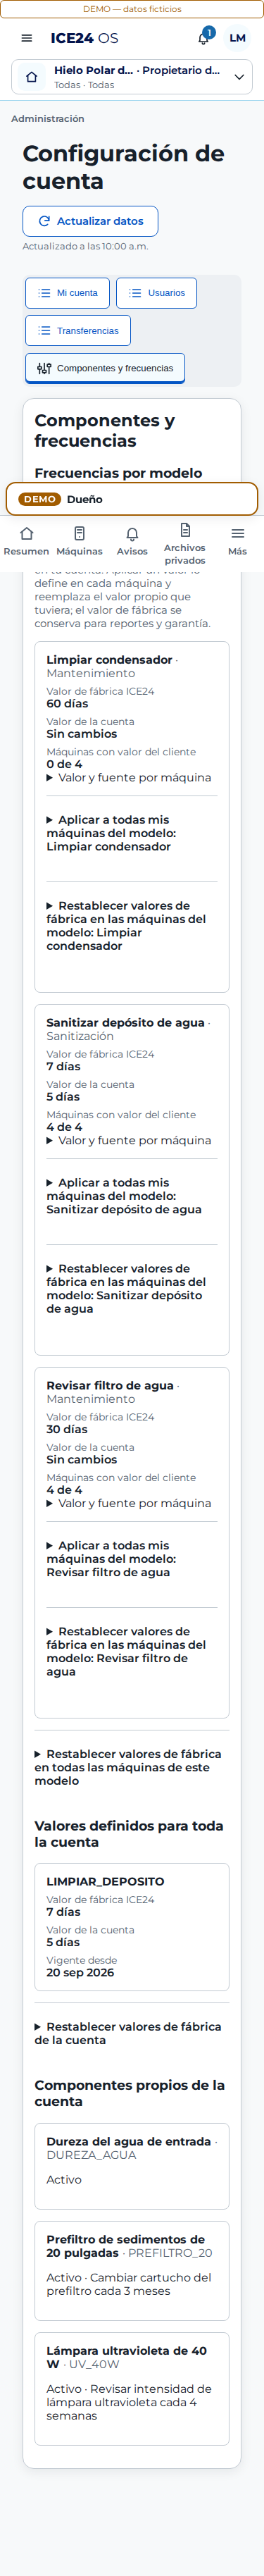 DEMO — datos ficticios
ICE24 OS
1
LM
Hielo Polar d... · Propietario d...
Todas · Todas
Administración
Configuración de
cuenta
Actualizar datos
Actualizado a las 10:00 a.m.
Mi cuenta
Usuarios
Transferencias
Componentes y frecuencias
Componentes y
frecuencias
Frecuencias por modelo
DEMO Dueño
Resumen
Máquinas
Avisos
Archivos
privados
Más
define en cada máquina y
reemplaza el valor propio que
tuviera; el valor de fábrica se
conserva para reportes y garantía.
Limpiar condensador ·
Mantenimiento
Valor de fábrica ICE24
60 días
Valor de la cuenta
Sin cambios
Máquinas con valor del cliente
0 de 4
Valor y fuente por máquina
Aplicar a todas mis
máquinas del modelo:
Limpiar condensador
Restablecer valores de
fábrica en las máquinas del
modelo: Limpiar
condensador
Sanitizar depósito de agua ·
Sanitización
Valor de fábrica ICE24
7 días
Valor de la cuenta
5 días
Máquinas con valor del cliente
4 de 4
Valor y fuente por máquina
Aplicar a todas mis
máquinas del modelo:
Sanitizar depósito de agua
Restablecer valores de
fábrica en las máquinas del
modelo: Sanitizar depósito
de agua
Revisar filtro de agua ·
Mantenimiento
Valor de fábrica ICE24
30 días
Valor de la cuenta
Sin cambios
Máquinas con valor del cliente
4 de 4
Valor y fuente por máquina
Aplicar a todas mis
máquinas del modelo:
Revisar filtro de agua
Restablecer valores de
fábrica en las máquinas del
modelo: Revisar filtro de
agua
Restablecer valores de fábrica
en todas las máquinas de este
modelo
Valores definidos para toda
la cuenta
LIMPIAR_DEPOSITO
Valor de fábrica ICE24
7 días
Valor de la cuenta
5 días
Vigente desde
20 sep 2026
Restablecer valores de fábrica
de la cuenta
Componentes propios de la
cuenta
Dureza del agua de entrada ·
DUREZA_AGUA
Activo
Prefiltro de sedimentos de
20 pulgadas · PREFILTRO_20
Activo · Cambiar cartucho del
prefiltro cada 3 meses
Lámpara ultravioleta de 40
W · UV_40W
Activo · Revisar intensidad de
lámpara ultravioleta cada 4
semanas